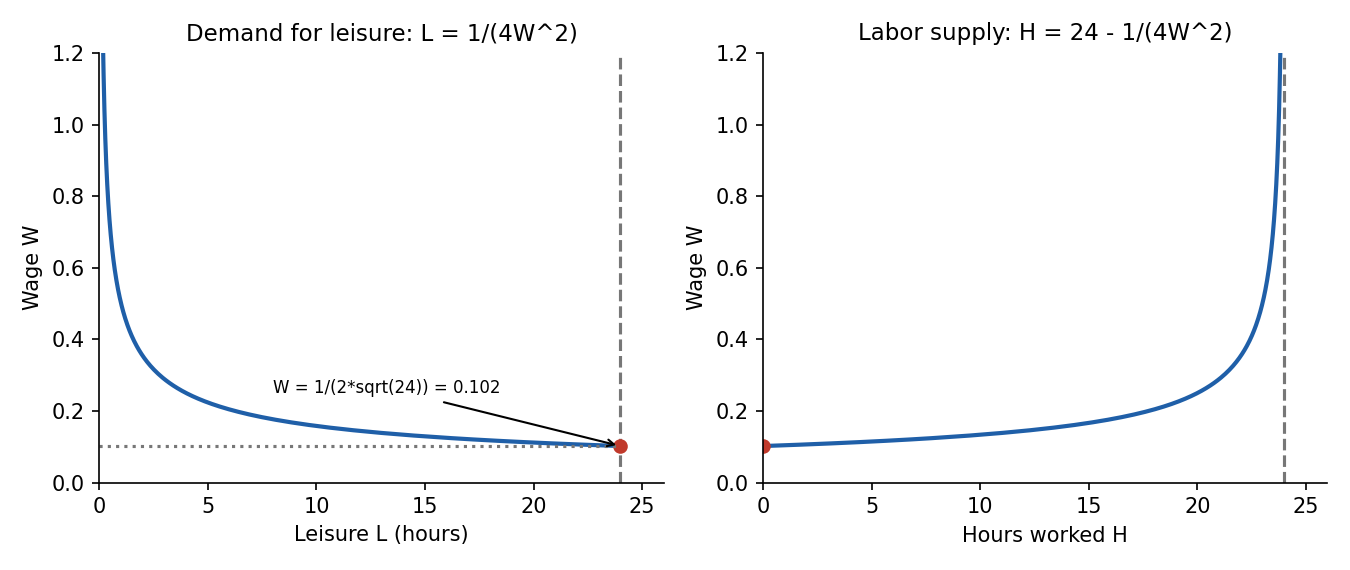 Demand for leisure: L = 1/(4W^2)
1.2
1.0
0.8
0.6
0.4
0.2
0.0
Wage W
W = 1/(2*sqrt(24)) = 0.102
0 5 10 15 20 25
Leisure L (hours)
Labor supply: H = 24 - 1/(4W^2)
1.2
1.0
0.8
0.6
0.4
0.2
0.0
Wage W
0 5 10 15 20 25
Hours worked H